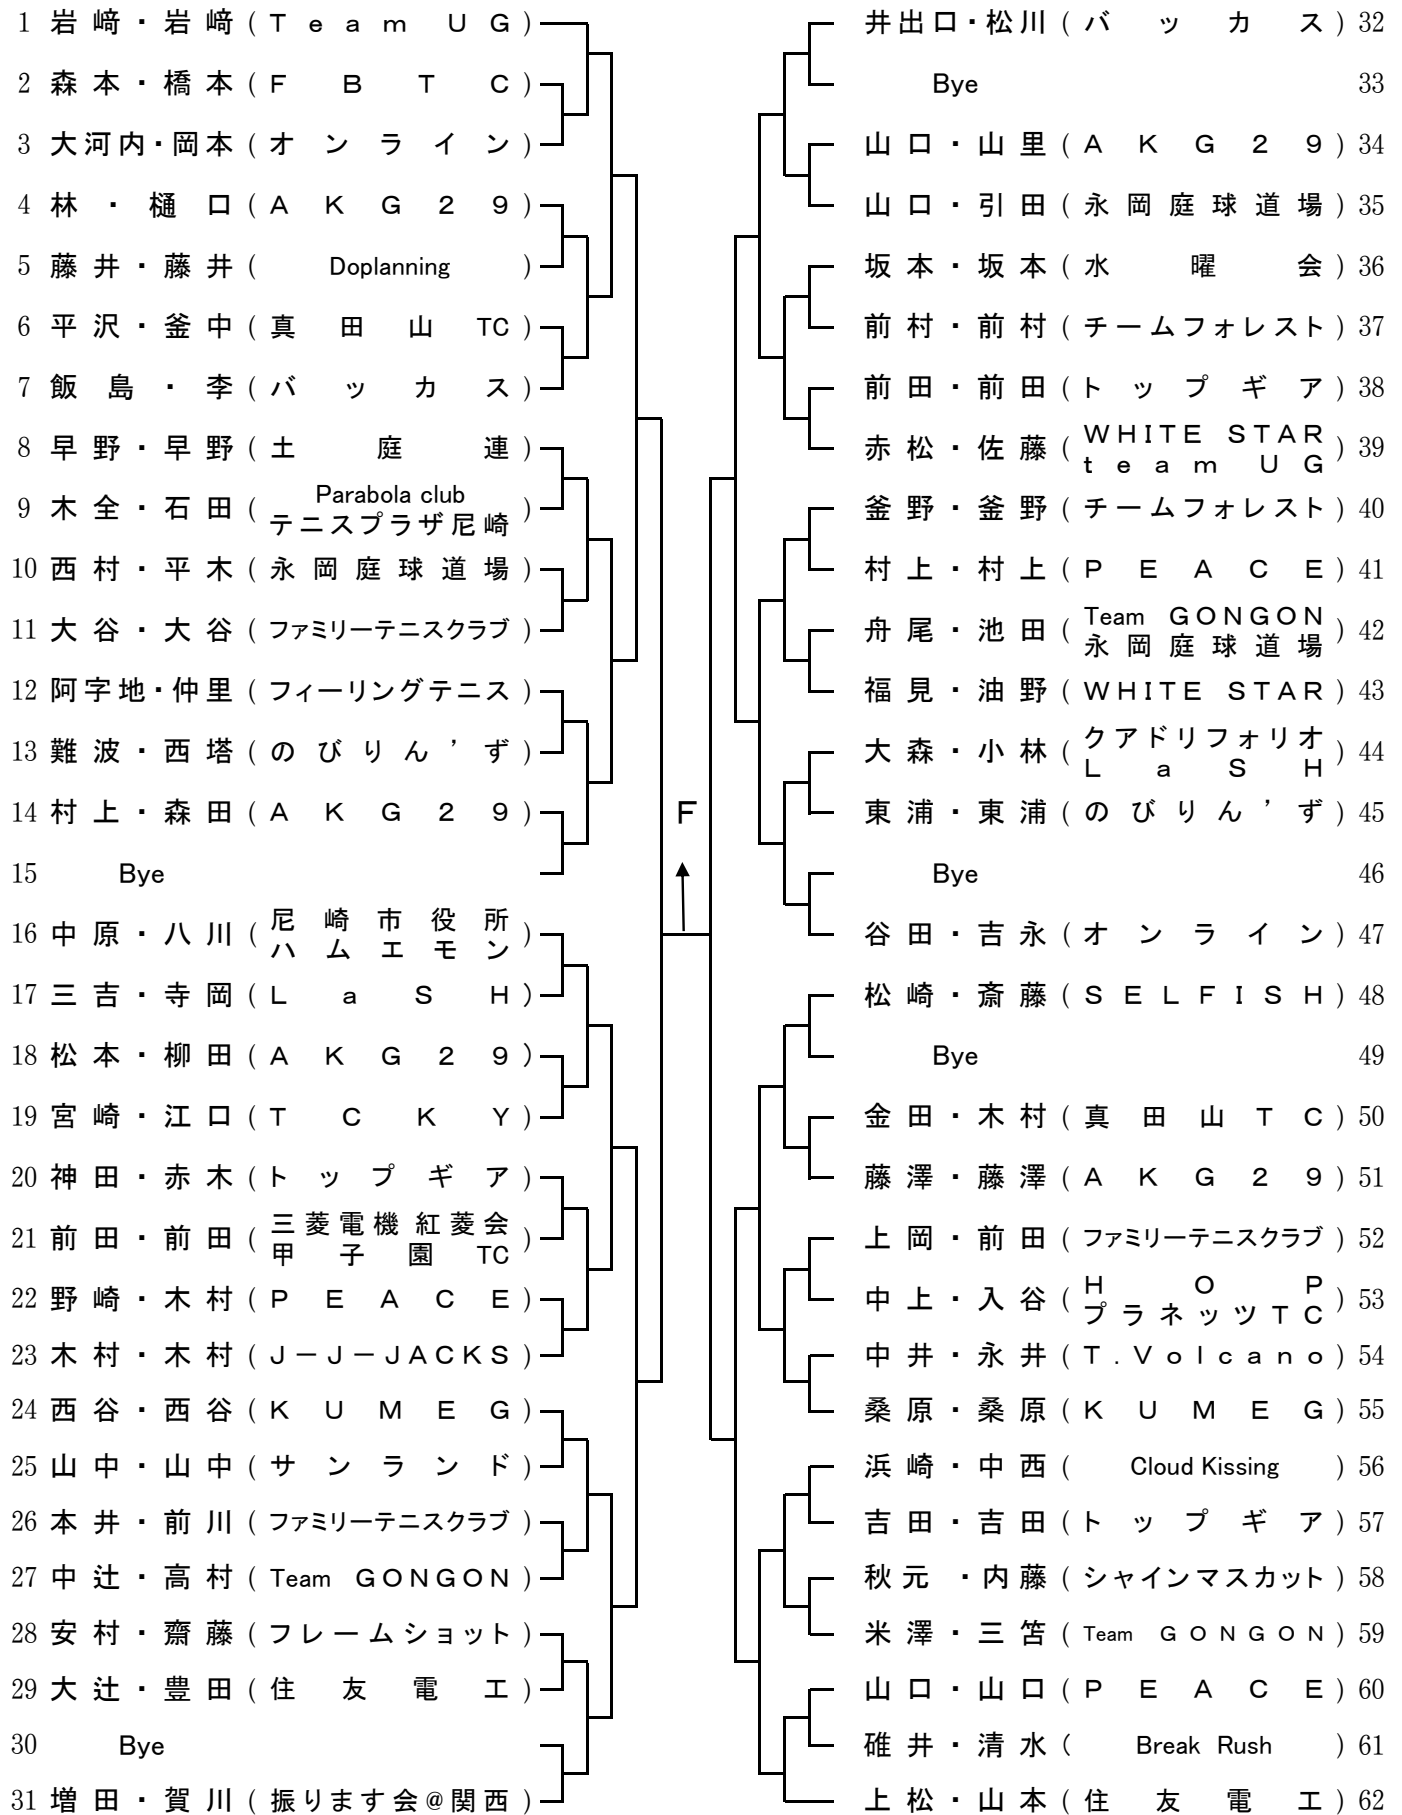 1 岩﨑・岩﨑 (Team UG)
2 森本・橋本 (FBTC)
3 大河内・岡本 (オンライン)
4 林・樋口 (AKG29)
5 藤井・藤井 (Doplanning)
6 平沢・釜中 (真田山TC)
7 飯島・李 (バッカス)
8 早野・早野 (土庭連)
9 木全・石田 (Parabola club
テニスプラザ尼崎)
10 西村・平木 (永岡庭球道場)
11 大谷・大谷 (ファミリーテニスクラブ)
12 阿字地・仲里 (フィーリングテニス)
13 難波・西塔 (のびりん’ず)
14 村上・森田 (AKG29)
15 Bye
16 中原・八川 (尼崎市役所
ハムエモン)
17 三吉・寺岡 (LaSH)
18 松本・柳田 (AKG29)
19 宮崎・江口 (TCKY)
20 神田・赤木 (トップギア)
21 前田・前田 (三菱電機 紅菱会
甲子園TC)
22 野崎・木村 (PEACE)
23 木村・木村 (J－J－JACKS)
24 西谷・西谷 (KUMEG)
25 山中・山中 (サンランド)
26 本井・前川 (ファミリーテニスクラブ)
27 中辻・高村 (Team GONGON)
28 安村・齋藤 (フレームショット)
29 大辻・豊田 (住友電工)
30 Bye
31 増田・賀川 (振ります会@関西)
F
井出口・松川 (バッカス) 32
Bye 33
山口・山里 (AKG29) 34
山口・引田 (永岡庭球道場) 35
坂本・坂本 (水曜会) 36
前村・前村 (チームフォレスト) 37
前田・前田 (トップギア) 38
赤松・佐藤 (WHITE STAR
team UG) 39
釜野・釜野 (チームフォレスト) 40
村上・村上 (PEACE) 41
舟尾・池田 (Team GONGON
永岡庭球道場) 42
福見・油野 (WHITE STAR) 43
大森・小林 (クアドリフォリオ
LaSH) 44
東浦・東浦 (のびりん’ず) 45
Bye 46
谷田・吉永 (オンライン) 47
松崎・斎藤 (SELFISH) 48
Bye 49
金田・木村 (真田山TC) 50
藤澤・藤澤 (AKG29) 51
上岡・前田 (ファミリーテニスクラブ) 52
中上・入谷 (HOP
プラネッツTC) 53
中井・永井 (T.Volcano) 54
桑原・桑原 (KUMEG) 55
浜崎・中西 (Cloud Kissing) 56
吉田・吉田 (トップギア) 57
秋元・内藤 (シャインマスカット) 58
米澤・三笘 (Team GONGON) 59
山口・山口 (PEACE) 60
碓井・清水 (Break Rush) 61
上松・山本 (住友電工) 62